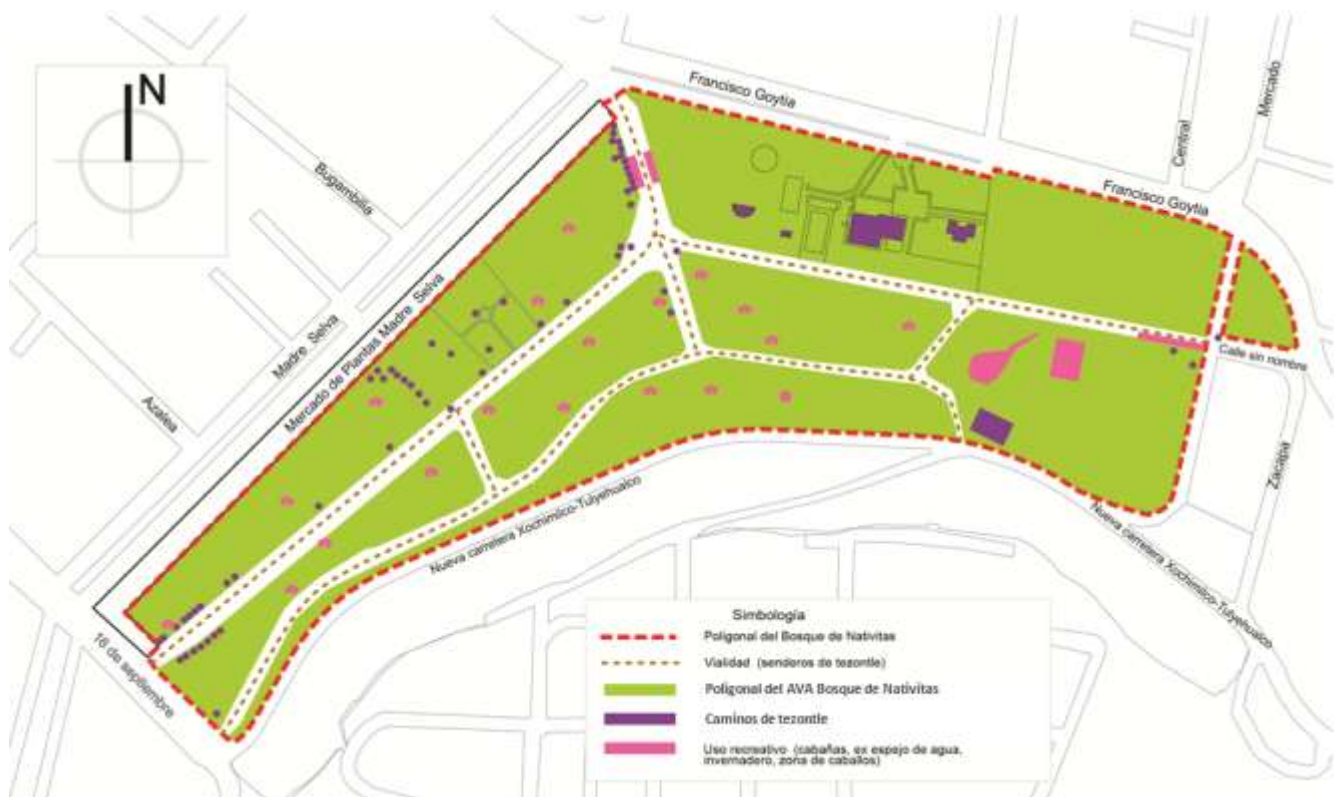 N
Francisco Goytia
Mercado
Central
Bugambilia
Francisco Goytia
Mercado de Plantas Madre Selva
Madre Selva
Azalea
Calle sin nombre
Zacapa
Nueva carretera Xochimilco-Tulyehualco
Nueva carretera Xochimilco-Tulyehualco
16 de septiembre
Simbología
Poligonal del Bosque de Nativitas
Vialidad (senderos de tezontle)
Poligonal del AVA Bosque de Nativitas
Caminos de tezontle
Uso recreativo (cabañas, ex espejo de agua,
invernadero, zona de caballos)